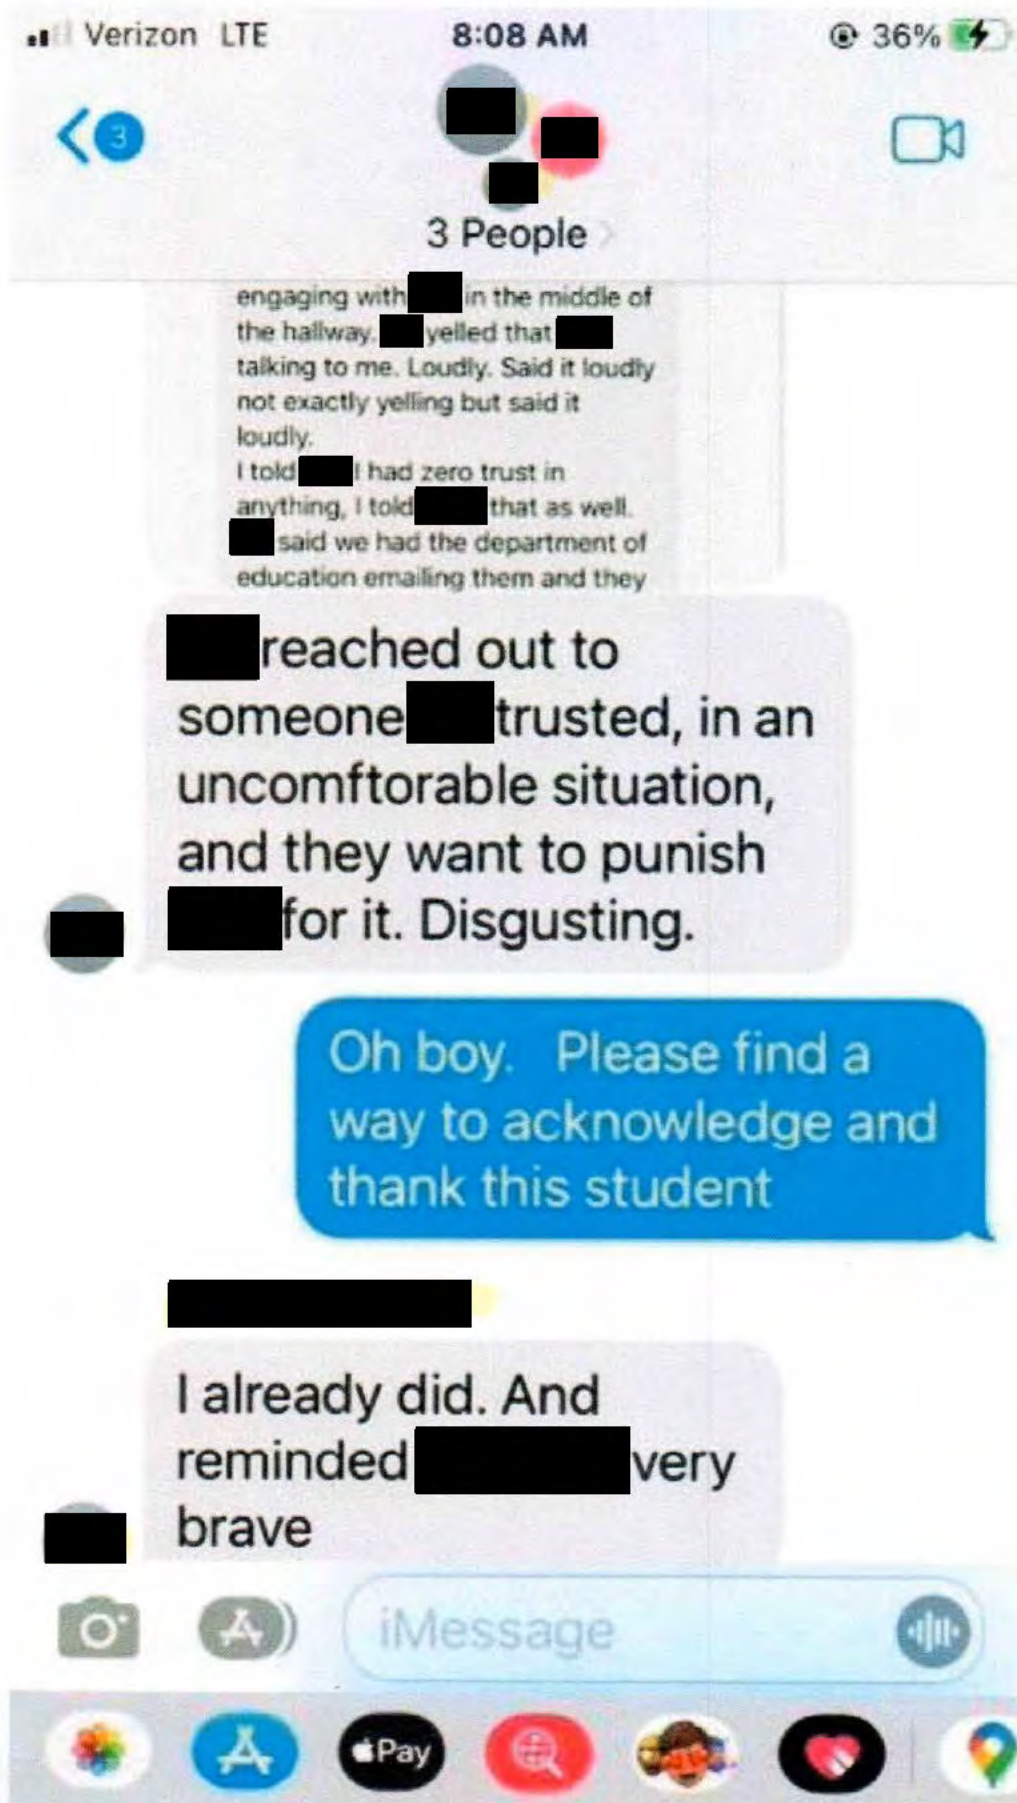 Verizon LTE 8:08 AM 36%
3
3 People
engaging with in the middle of
the hallway. yelled that
talking to me. Loudly. Said it loudly
not exactly yelling but said it
loudly.
I told I had zero trust in
anything, I told that as well.
said we had the department of
education emailing them and they
reached out to
someone trusted, in an
uncomftorable situation,
and they want to punish
for it. Disgusting.
Oh boy. Please find a
way to acknowledge and
thank this student
I already did. And
reminded very
brave
iMessage
Pay